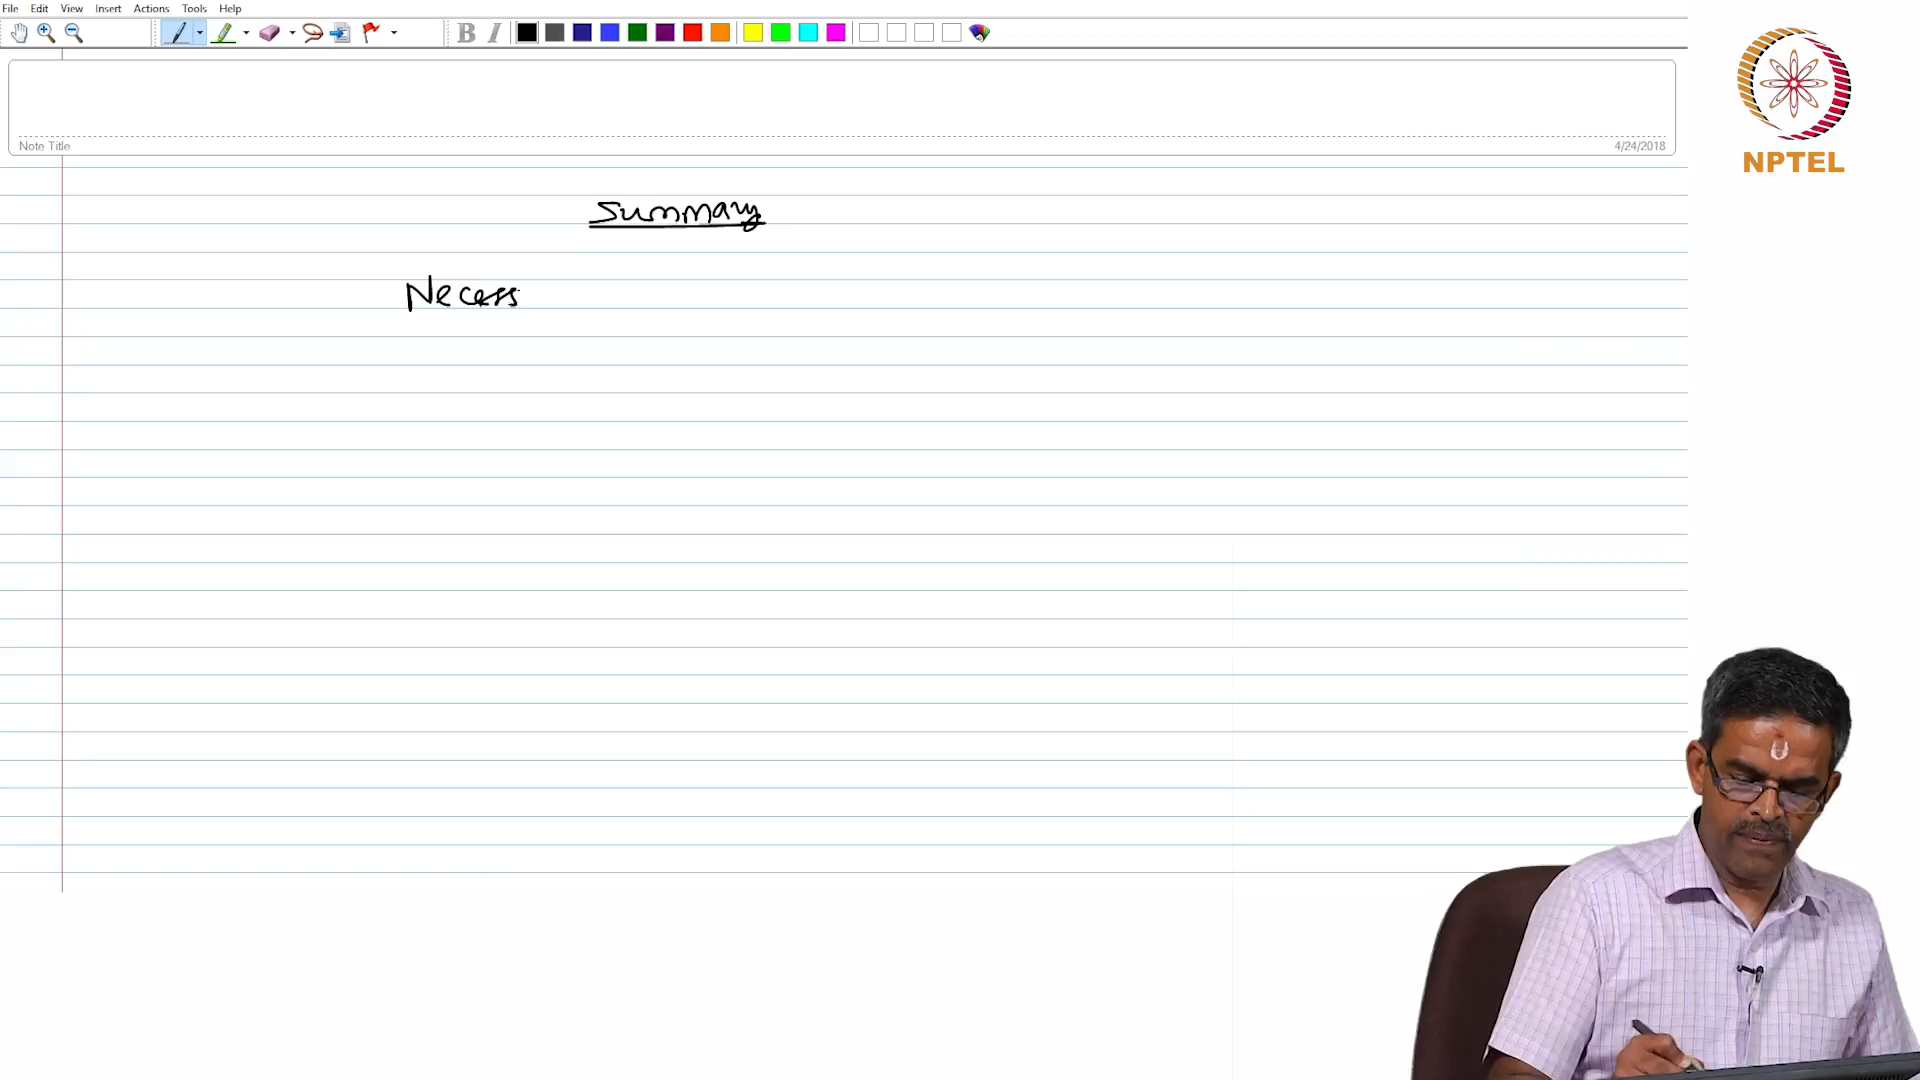 File Edit View Insert Actions Tools Help
B I
Note Title
4/24/2018
NPTEL
Summary
Necess